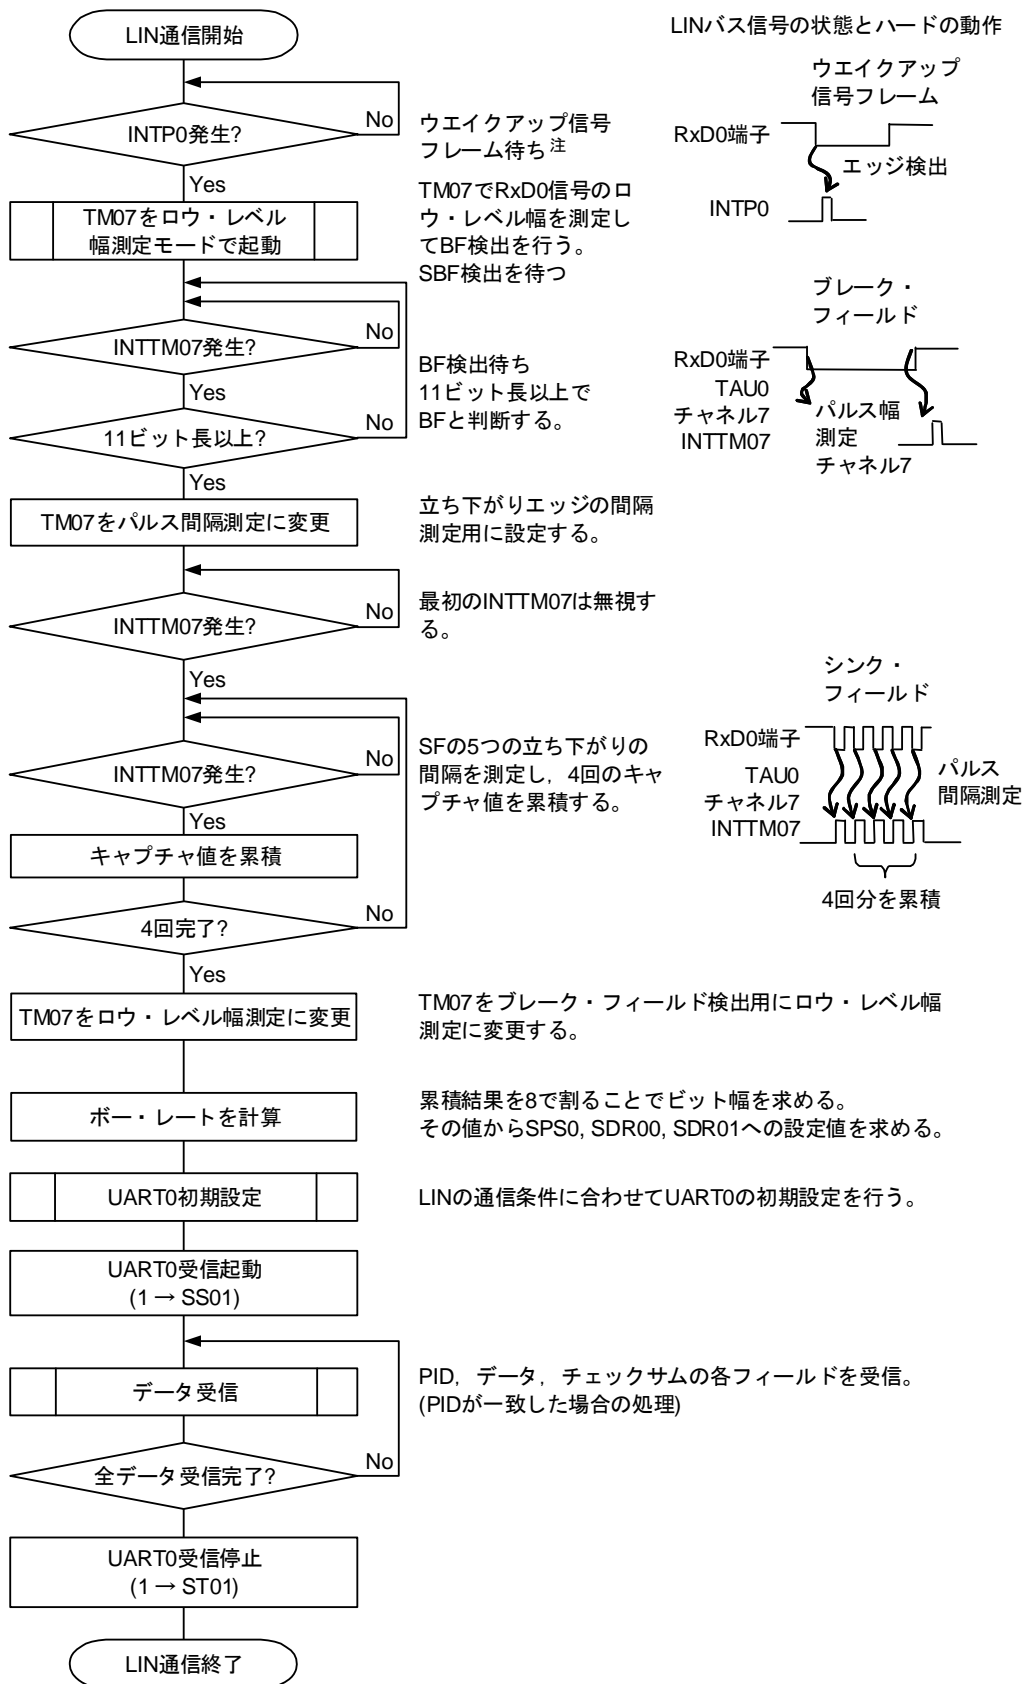 LIN通信開始
LINバス信号の状態とハードの動作
INTP0発生?
No
Yes
ウエイクアップ信号
フレーム待ち注
ウエイクアップ
信号フレーム
RxD0端子
エッジ検出
INTP0
TM07をロウ・レベル
幅測定モードで起動
TM07でRxD0信号のロ
ウ・レベル幅を測定し
てBF検出を行う。
SBF検出を待つ
INTTM07発生?
No
Yes
11ビット長以上?
No
Yes
BF検出待ち
11ビット長以上で
BFと判断する。
ブレーク・
フィールド
RxD0端子
TAU0
チャネル7
INTTM07
パルス幅
測定
チャネル7
TM07をパルス間隔測定に変更
立ち下がりエッジの間隔
測定用に設定する。
INTTM07発生?
No
Yes
最初のINTTM07は無視す
る。
INTTM07発生?
No
Yes
SFの5つの立ち下がりの
間隔を測定し，4回のキャ
プチャ値を累積する。
シンク・
フィールド
RxD0端子
TAU0
チャネル7
INTTM07
パルス
間隔測定
4回分を累積
キャプチャ値を累積
4回完了?
No
Yes
TM07をロウ・レベル幅測定に変更
TM07をブレーク・フィールド検出用にロウ・レベル幅
測定に変更する。
ボー・レートを計算
累積結果を8で割ることでビット幅を求める。
その値からSPS0, SDR00, SDR01への設定値を求める。
UART0初期設定
LINの通信条件に合わせてUART0の初期設定を行う。
UART0受信起動
(1 → SS01)
データ受信
PID，データ，チェックサムの各フィールドを受信。
(PIDが一致した場合の処理)
全データ受信完了?
No
Yes
UART0受信停止
(1 → ST01)
LIN通信終了